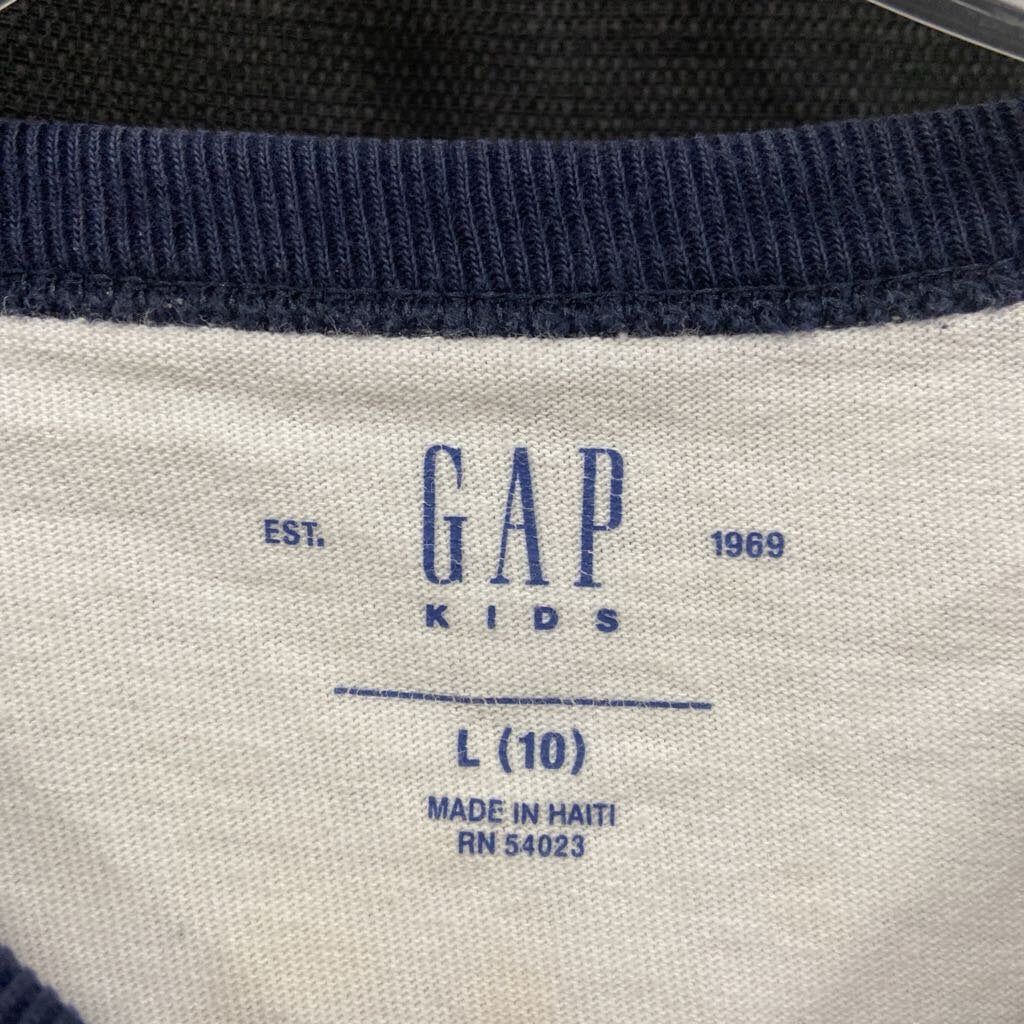 GAP
EST. 1969
KIDS
L (10)
MADE IN HAITI
RN 54023